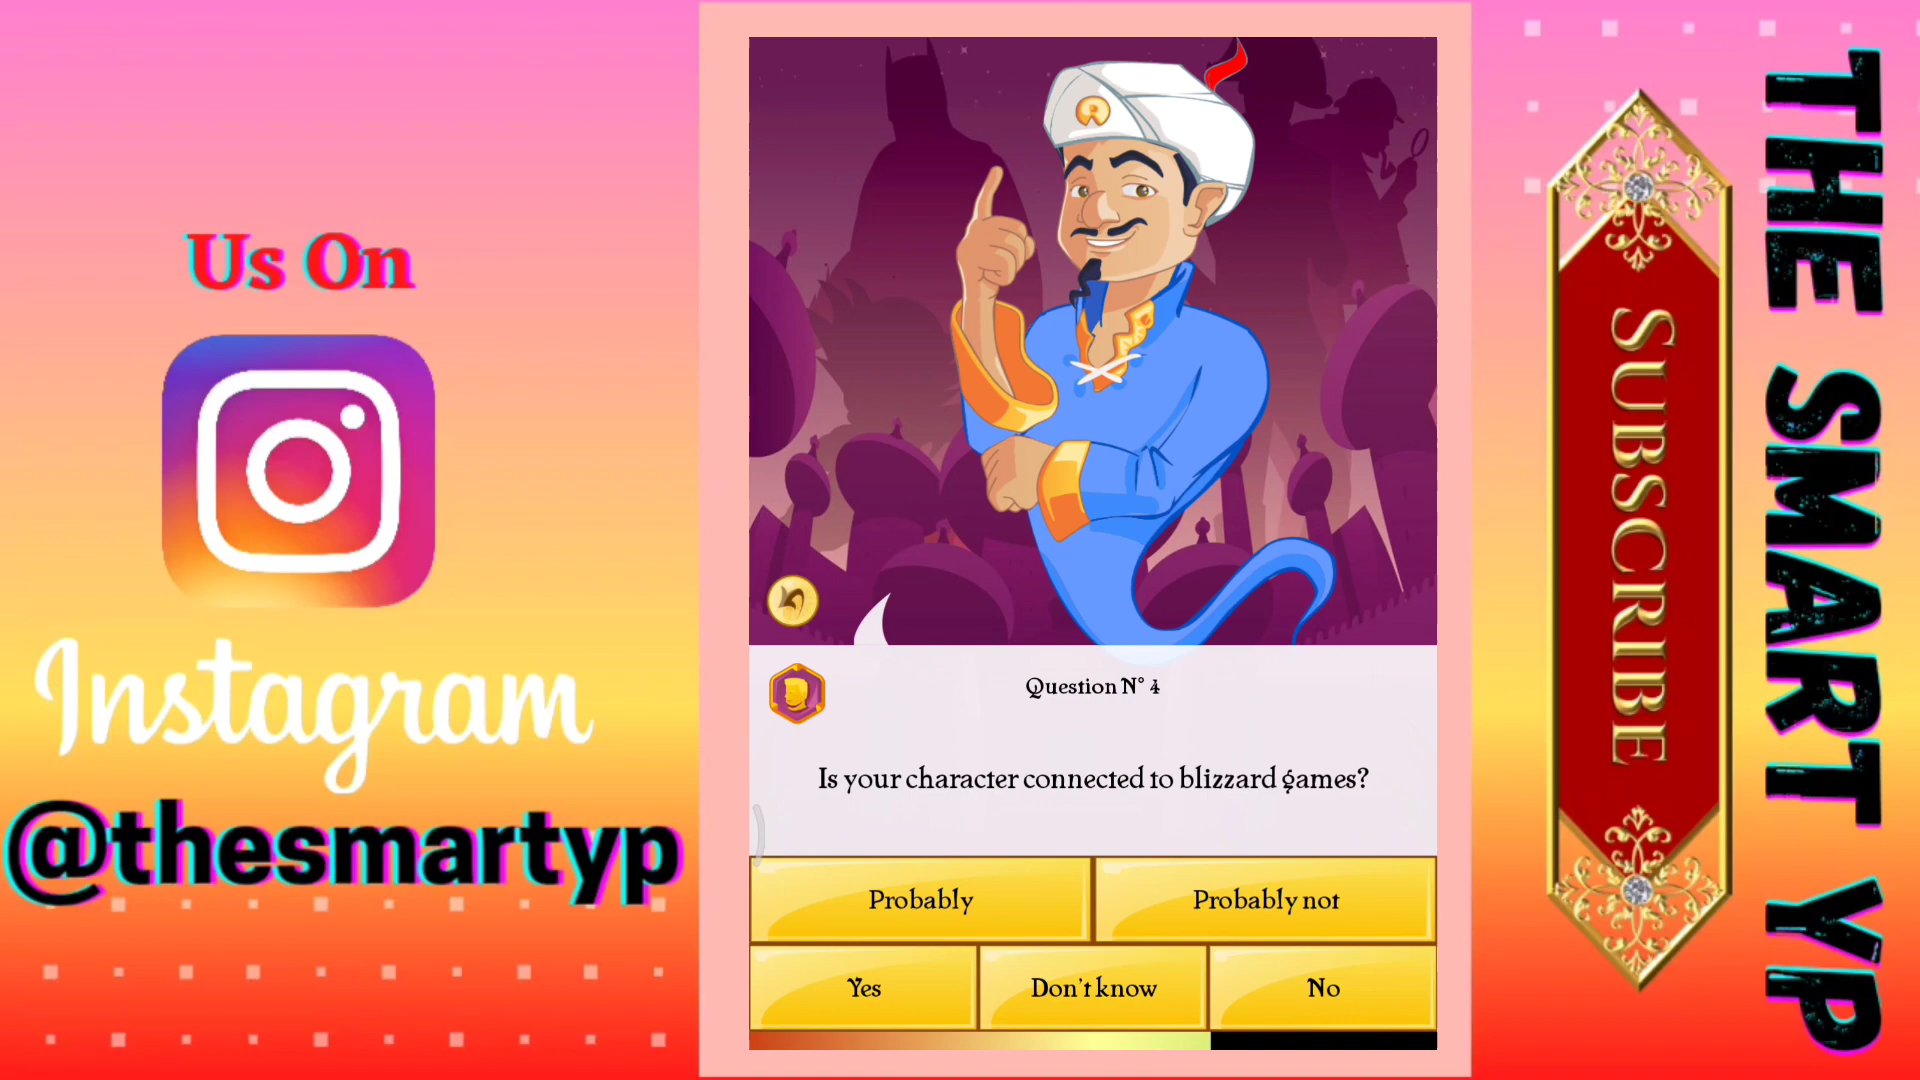 Us On
Instagram
@thesmartyp
Question N° 4
Is your character connected to blizzard games?
Probably
Probably not
Yes
Don't know
No
SUBSCRIBE
THE SMART YP